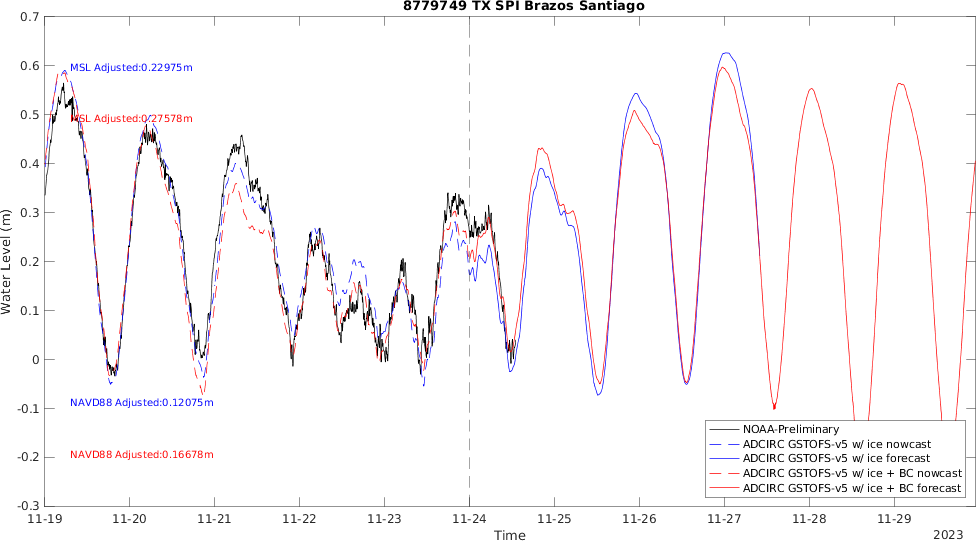 8779749 TX SPI Brazos Santiago
0.7
0.6
0.5
0.4
0.3
0.2
0.1
0
-0.1
-0.2
-0.3
Water Level (m)
MSL Adjusted:0.22975m
MSL Adjusted:0.27578m
NAVD88 Adjusted:0.12075m
NAVD88 Adjusted:0.16678m
NOAA-Preliminary
ADCIRC GSTOFS-v5 w/ ice nowcast
ADCIRC GSTOFS-v5 w/ ice forecast
ADCIRC GSTOFS-v5 w/ ice + BC nowcast
ADCIRC GSTOFS-v5 w/ ice + BC forecast
11-19 11-20 11-21 11-22 11-23 11-24 11-25 11-26 11-27 11-28 11-29
Time
2023